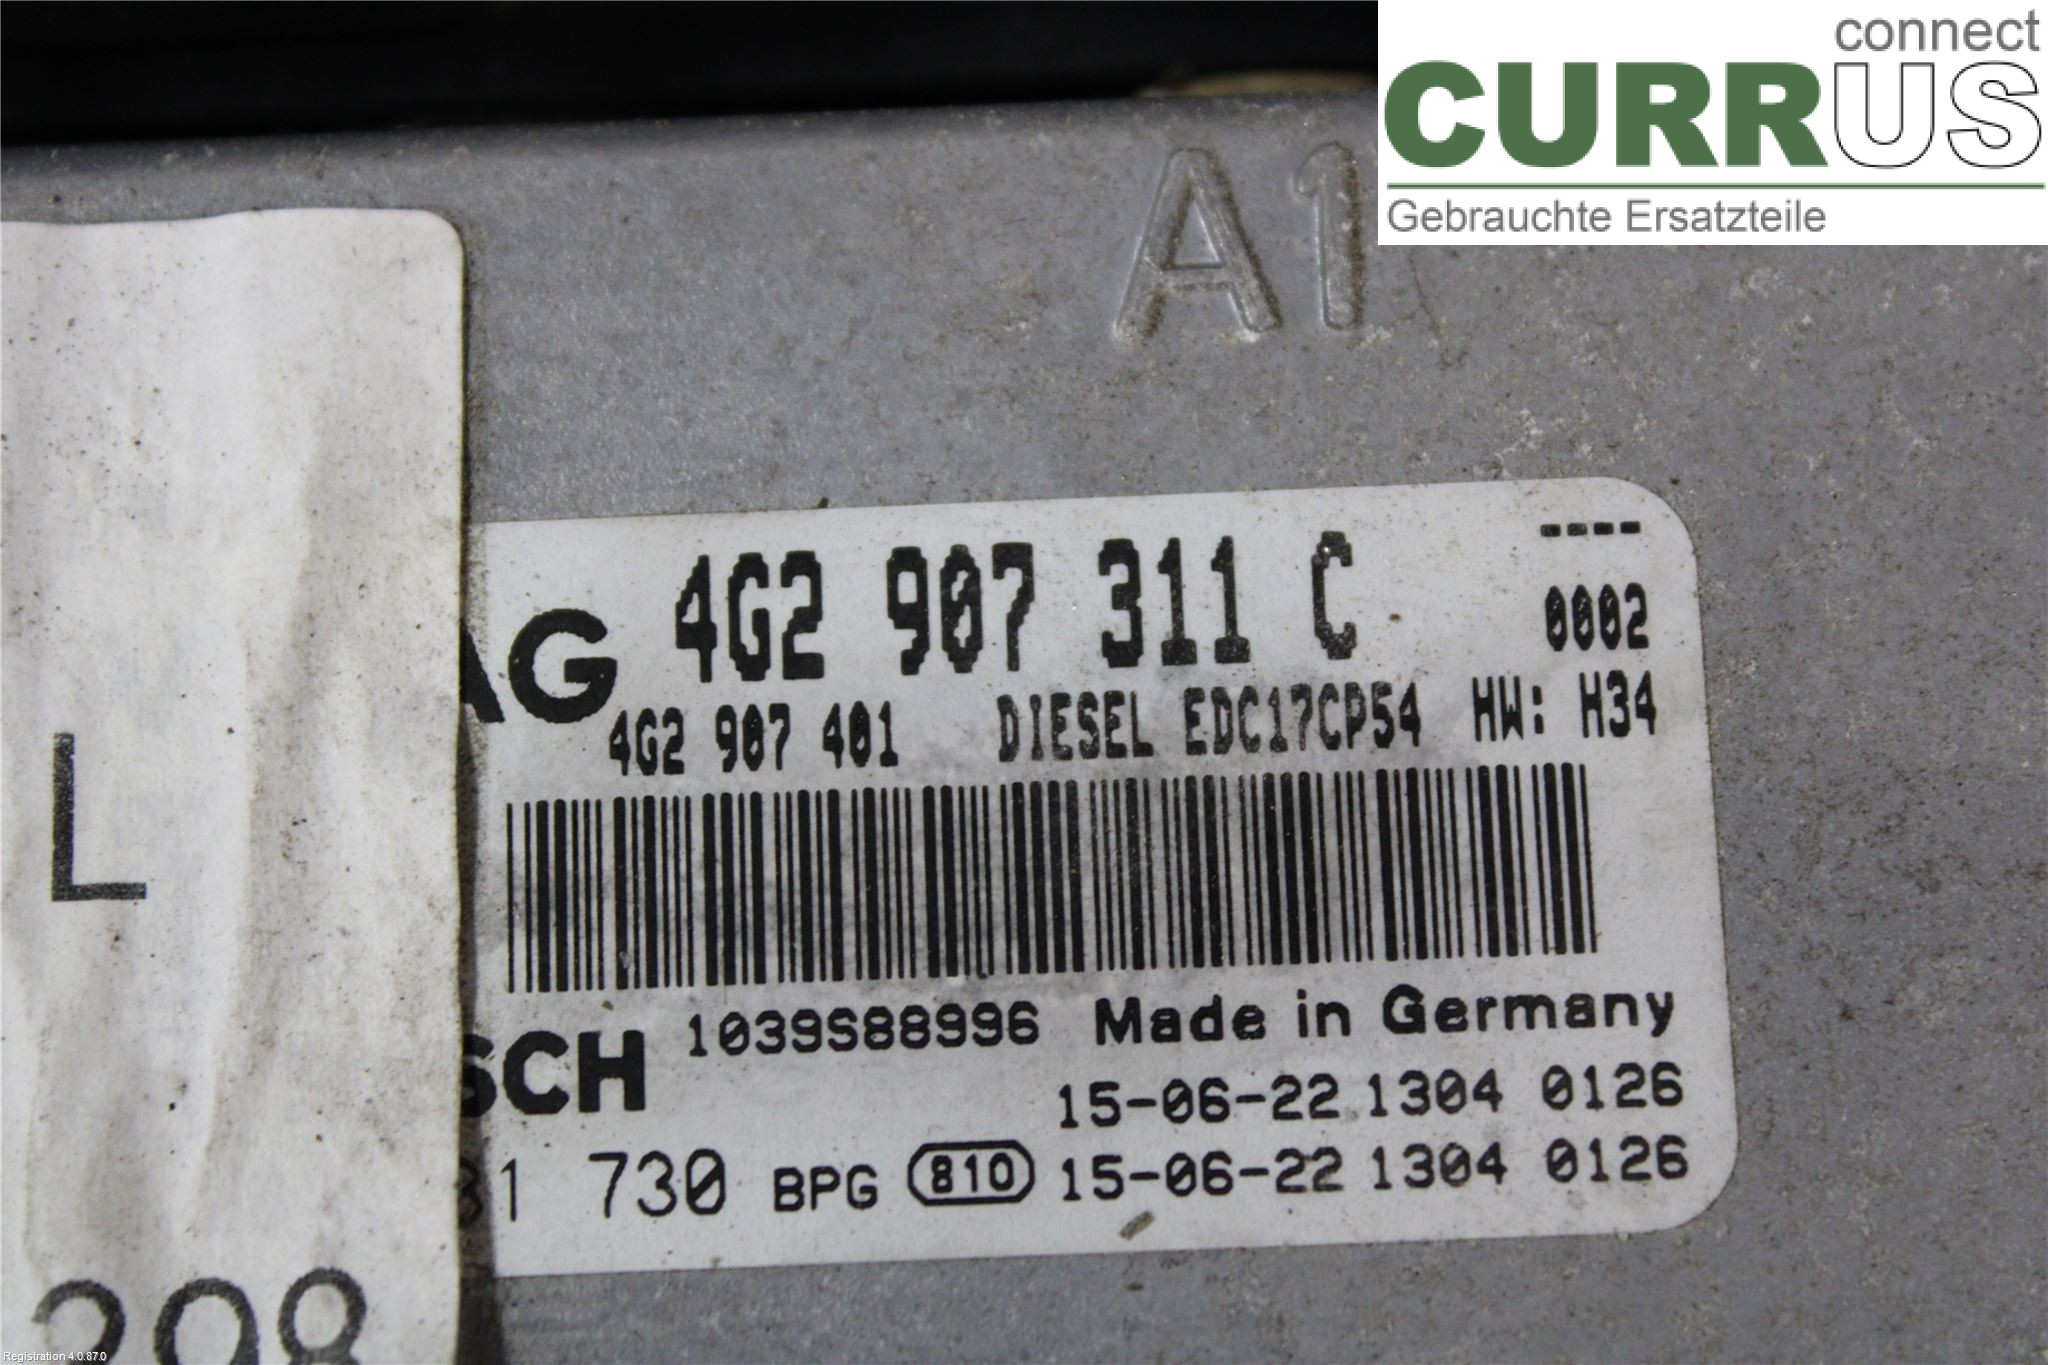 connect
CURRUS
Gebrauchte Ersatzteile
A1
AG 4G2 907 311 C ----
0002
4G2 907 401 DIESEL EDC17CP54 HW: H34
L
SCH 1039S88996 Made in Germany
15-06-22 1304 0126
31 730 BPG 810 15-06-22 1304 0126
298
Registration 4.0.87.0